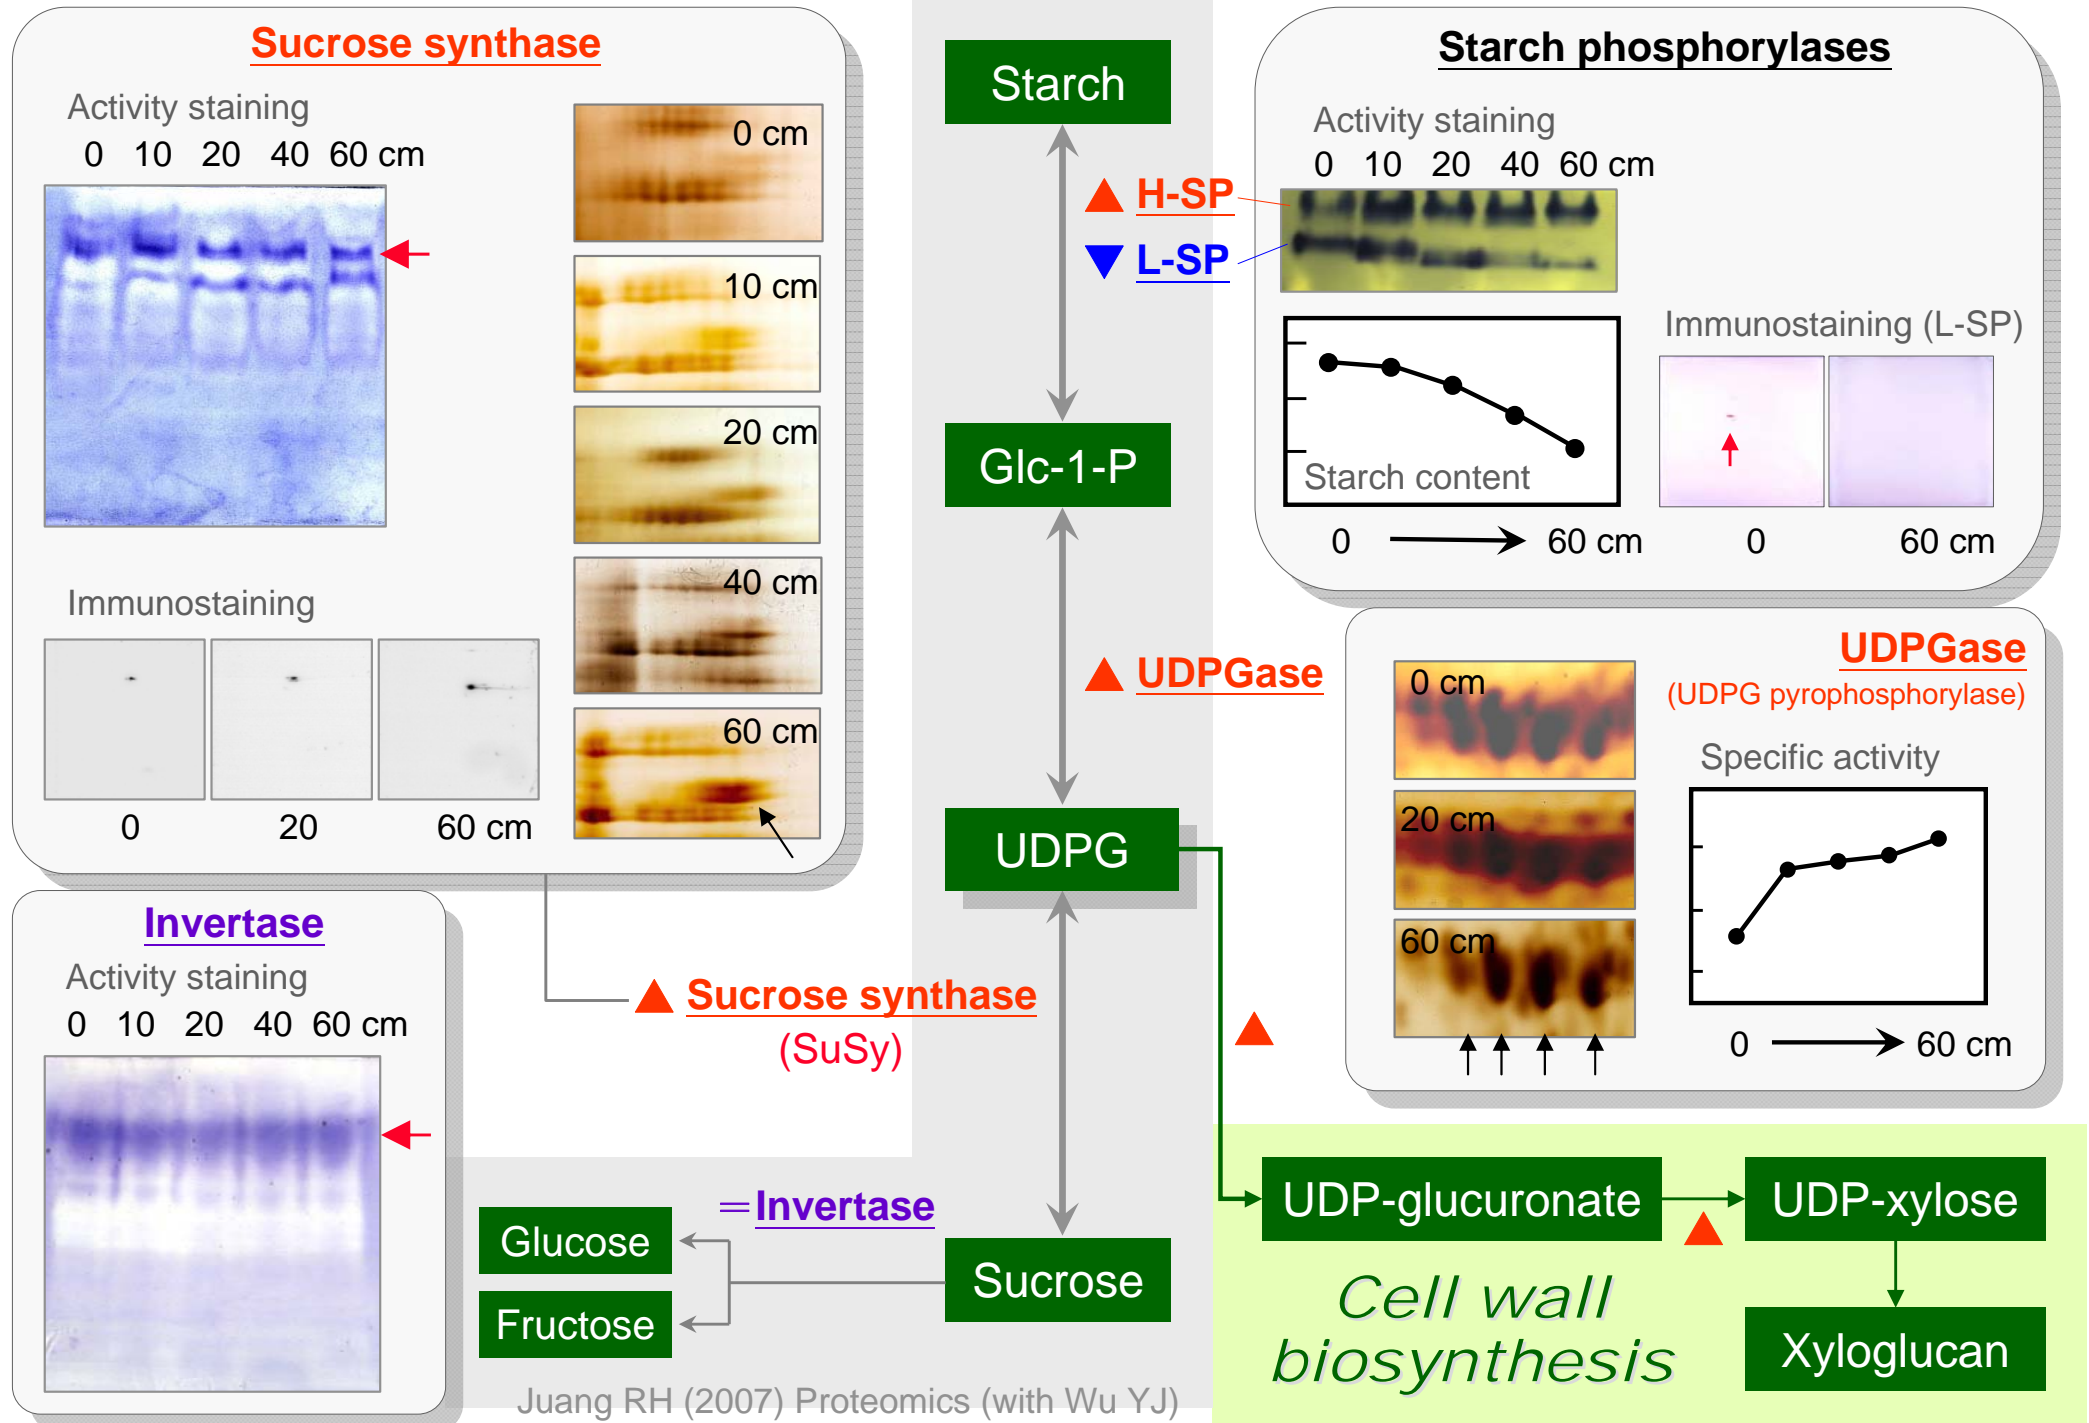 Sucrose synthase
Activity staining
0 10 20 40 60 cm
0 cm
10 cm
20 cm
40 cm
60 cm
Immunostaining
0 20 60 cm
Invertase
Activity staining
0 10 20 40 60 cm
Starch
H-SP
L-SP
Glc-1-P
UDPGase
UDPG
Sucrose synthase
(SuSy)
=Invertase
Glucose
Fructose
Sucrose
Juang RH (2007) Proteomics (with Wu YJ)
Starch phosphorylases
Activity staining
0 10 20 40 60 cm
Immunostaining (L-SP)
Starch content
0 60 cm
0 60 cm
UDPGase
(UDPG pyrophosphorylase)
0 cm
20 cm
60 cm
Specific activity
0 60 cm
UDP-glucuronate
UDP-xylose
Cell wall
biosynthesis
Xyloglucan